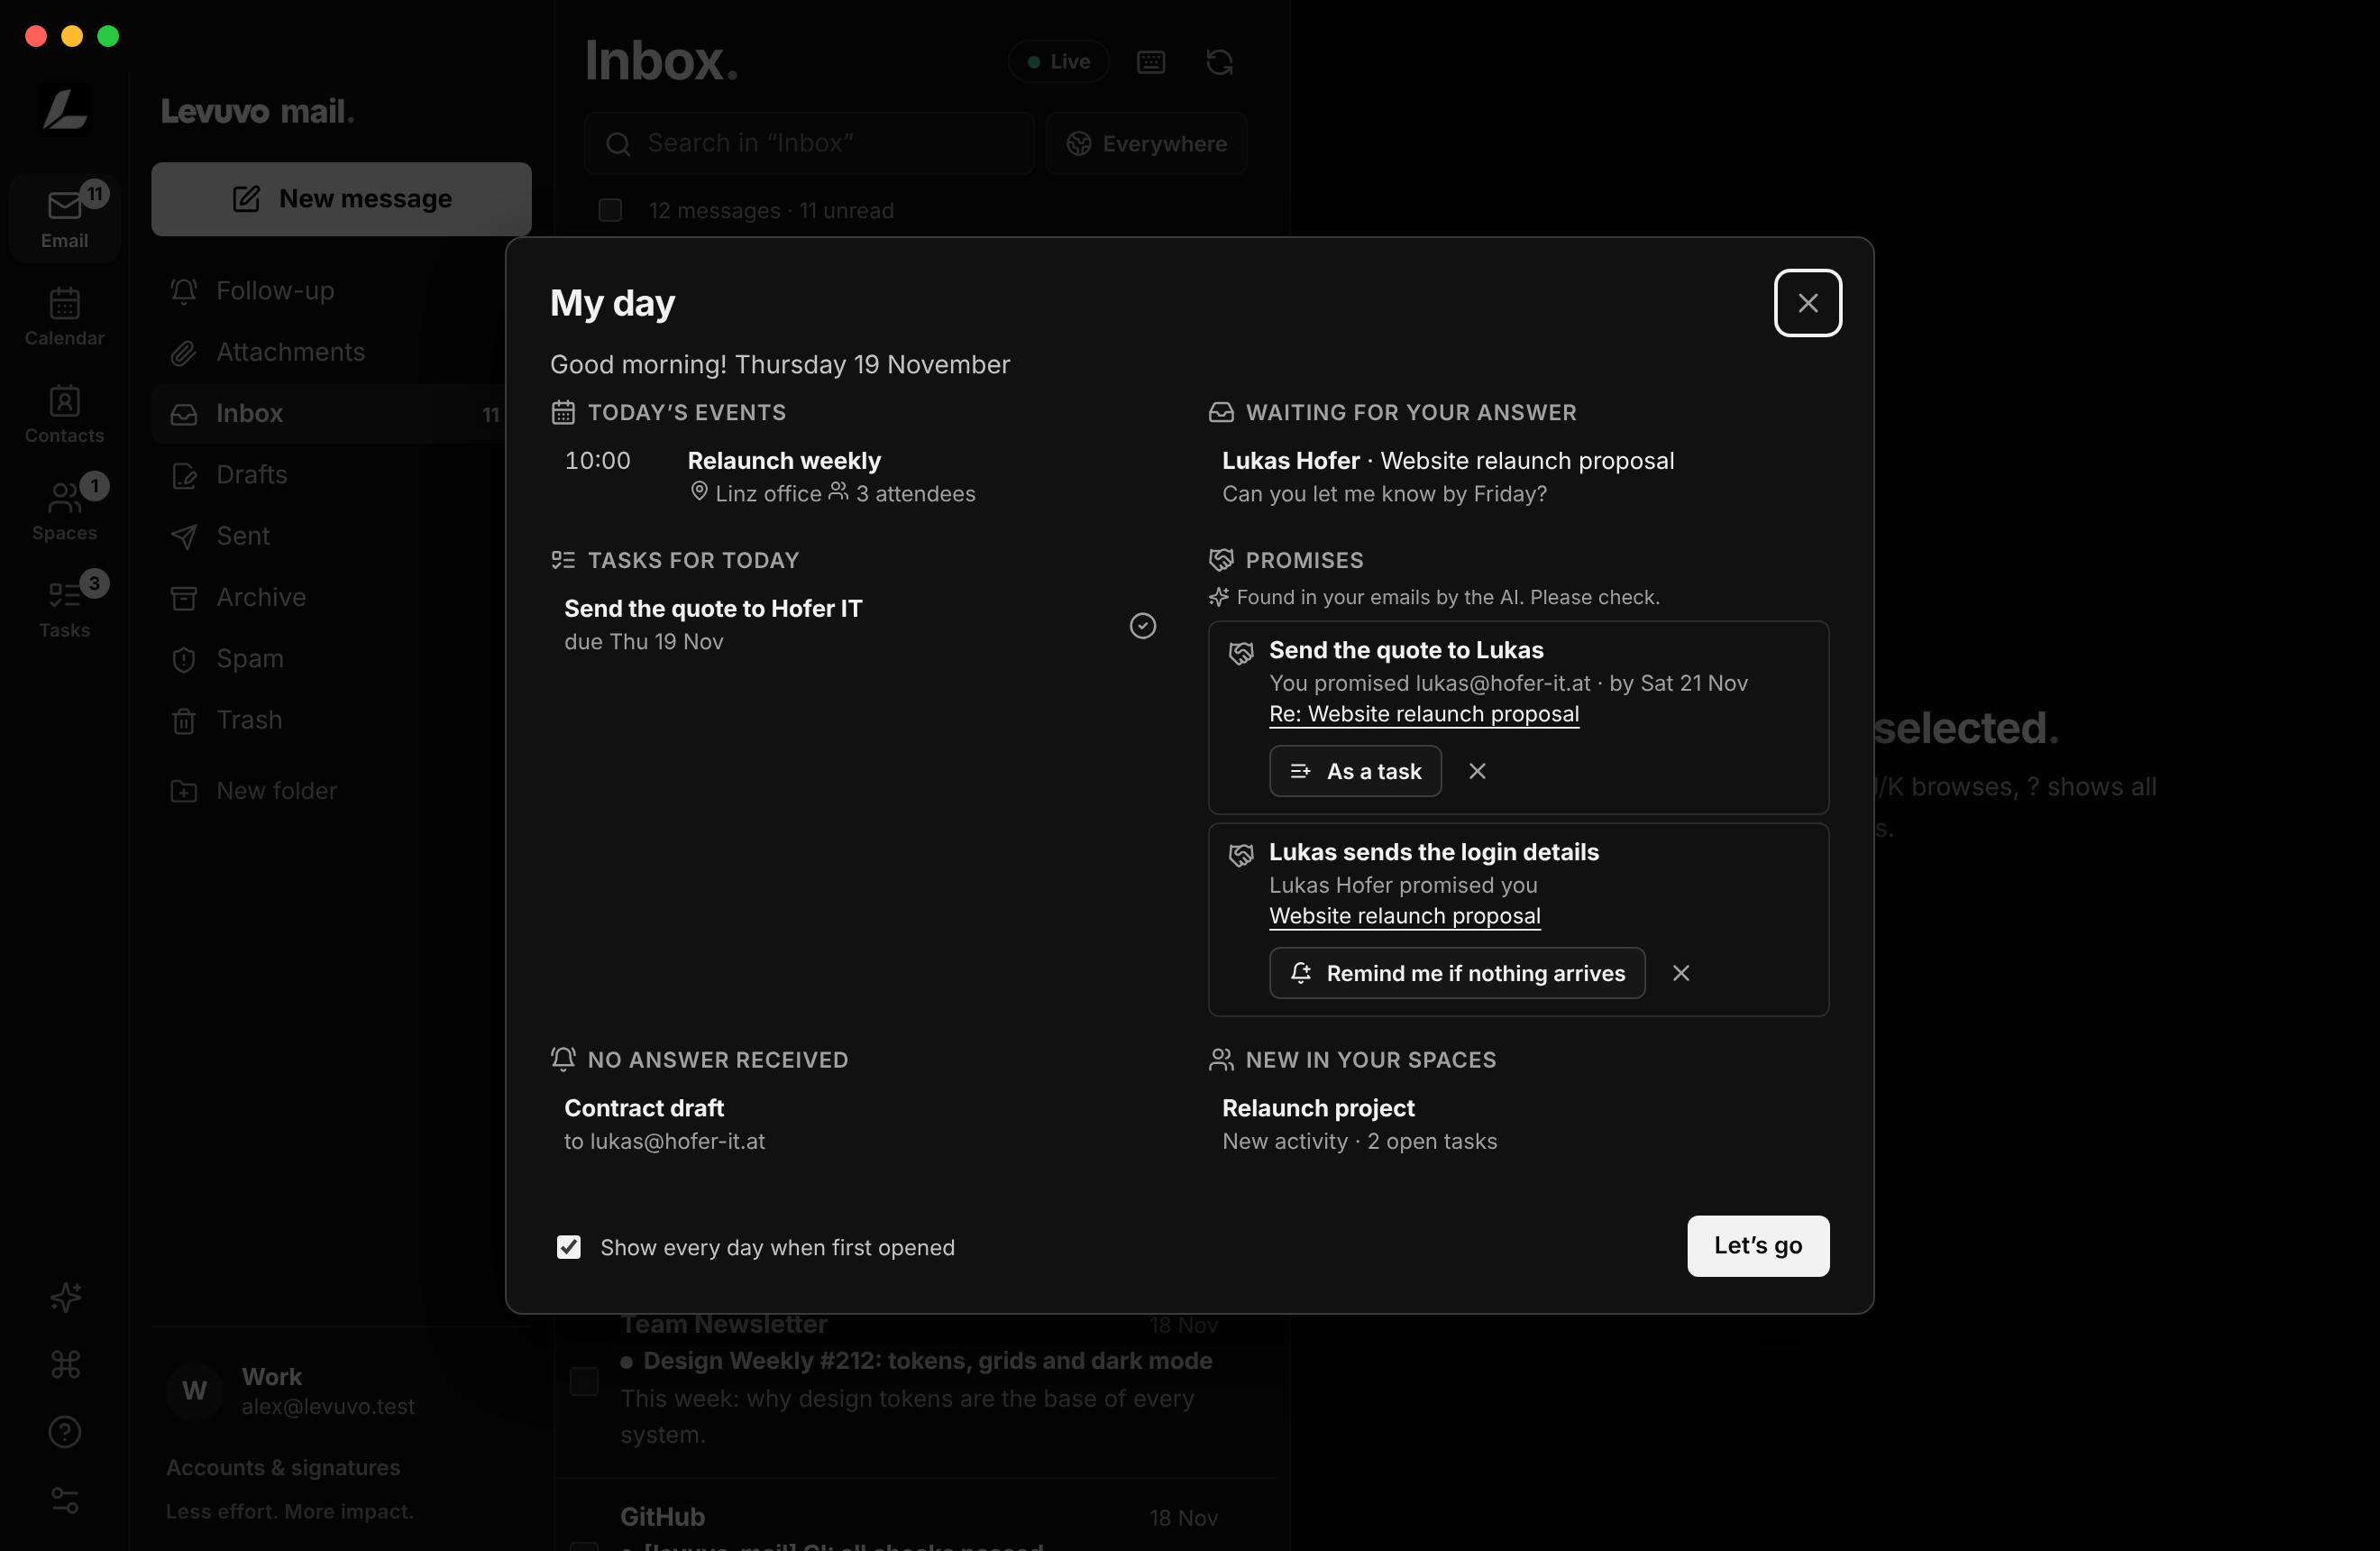 Inbox.
Live
Levuvo mail.
Search in “Inbox”
Everywhere
11
Email
New message
12 messages · 11 unread
Calendar
Contacts
1
Spaces
3
Tasks
Follow-up
Attachments
Inbox 11
Drafts
Sent
Archive
Spam
Trash
New folder
My day
Good morning! Thursday 19 November
TODAY’S EVENTS
10:00 Relaunch weekly
Linz office 3 attendees
WAITING FOR YOUR ANSWER
Lukas Hofer · Website relaunch proposal
Can you let me know by Friday?
TASKS FOR TODAY
Send the quote to Hofer IT
due Thu 19 Nov
PROMISES
Found in your emails by the AI. Please check.
Send the quote to Lukas
You promised lukas@hofer-it.at · by Sat 21 Nov
Re: Website relaunch proposal
As a task
Lukas sends the login details
Lukas Hofer promised you
Website relaunch proposal
Remind me if nothing arrives
NO ANSWER RECEIVED
Contract draft
to lukas@hofer-it.at
NEW IN YOUR SPACES
Relaunch project
New activity · 2 open tasks
Show every day when first opened
Let’s go
selected.
/K browses, ? shows all
s.
Team Newsletter 18 Nov
Design Weekly #212: tokens, grids and dark mode
This week: why design tokens are the base of every
system.
GitHub 18 Nov
[levuvo-mail] CI: all checks passed
W
Work
alex@levuvo.test
Accounts & signatures
Less effort. More impact.